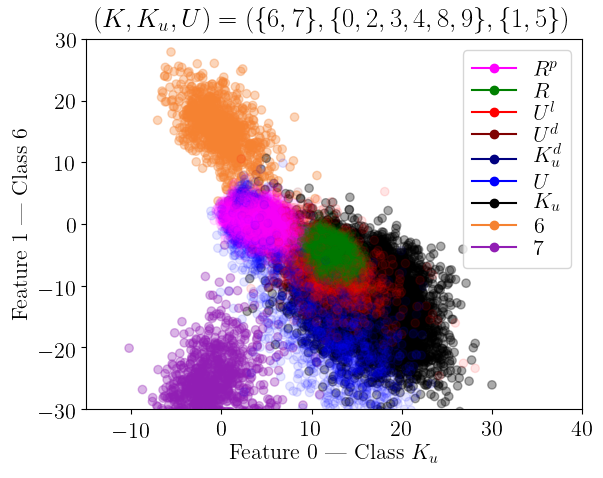 (K, K_u, U) = ({6, 7}, {0, 2, 3, 4, 8, 9}, {1, 5})
30
20
10
0
−10
−20
−30
−10
0
10
20
30
40
Feature 1 — Class 6
Feature 0 — Class K_u
R^p
R
U^l
U^d
K_u^d
U
K_u
6
7